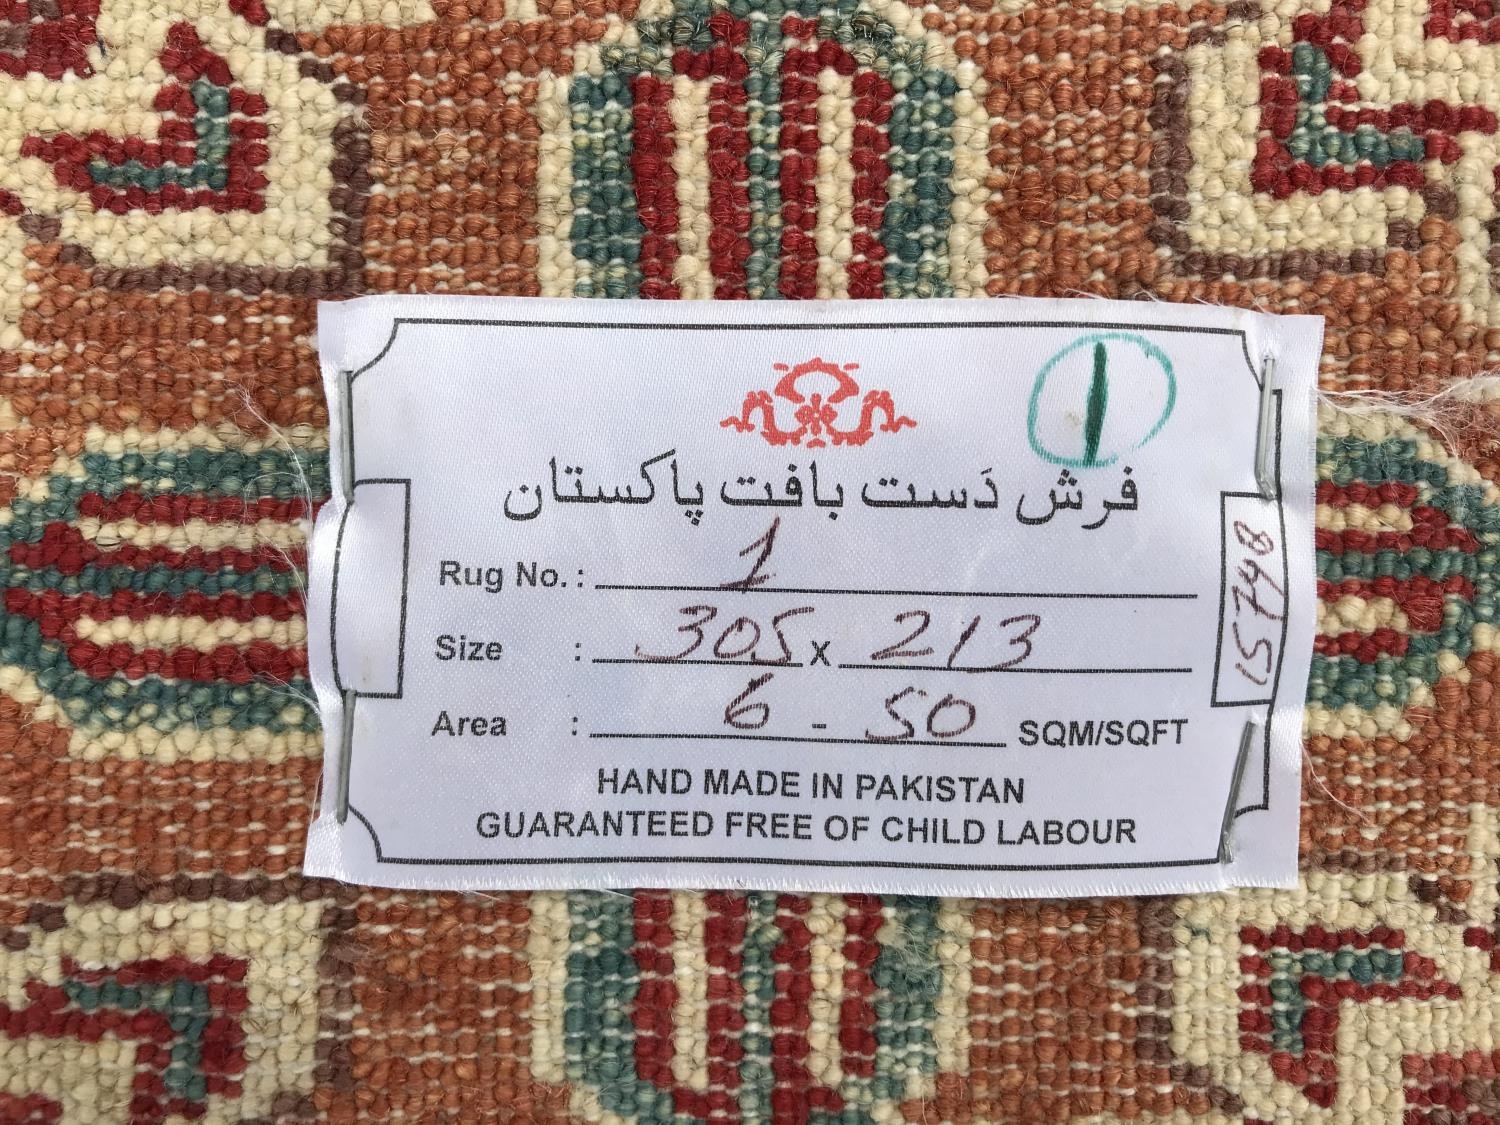 1
فرش دَست بافت پاکستان
Rug No. : 1
Size : 305 x 213
Area : 6 - 50 SQM/SQFT
HAND MADE IN PAKISTAN
GUARANTEED FREE OF CHILD LABOUR
15748